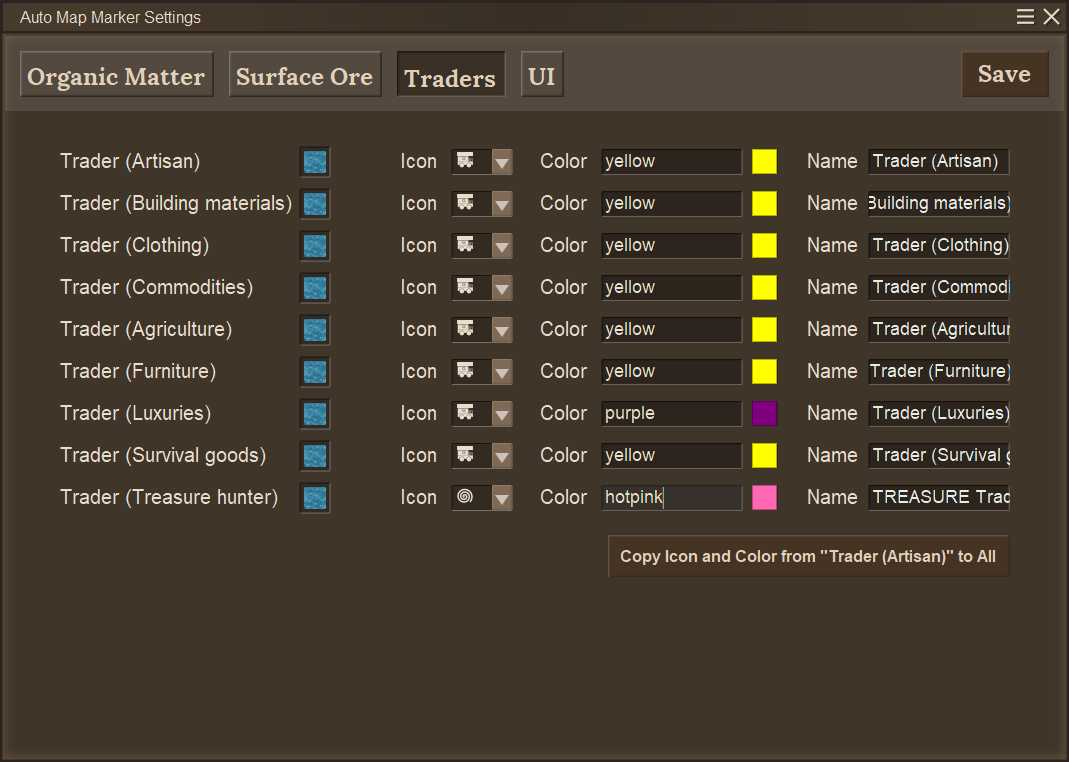 Auto Map Marker Settings
Organic Matter Surface Ore Traders UI Save
Trader (Artisan) Icon Color yellow Name Trader (Artisan)
Trader (Building materials) Icon Color yellow Name Building materials)
Trader (Clothing) Icon Color yellow Name Trader (Clothing)
Trader (Commodities) Icon Color yellow Name Trader (Commodi
Trader (Agriculture) Icon Color yellow Name Trader (Agricultur
Trader (Furniture) Icon Color yellow Name Trader (Furniture)
Trader (Luxuries) Icon Color purple Name Trader (Luxuries)
Trader (Survival goods) Icon Color yellow Name Trader (Survival g
Trader (Treasure hunter) Icon Color hotpink Name TREASURE Trad
Copy Icon and Color from "Trader (Artisan)" to All